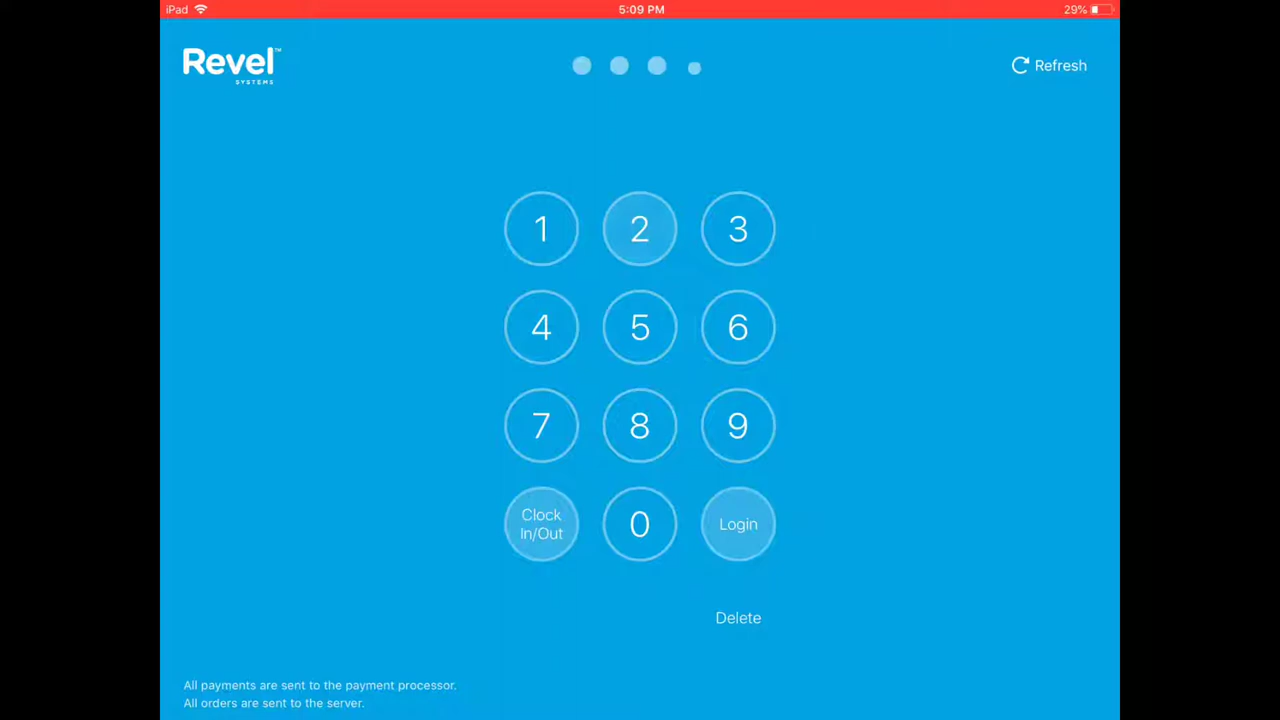 iPad
5:09 PM
29%
Revel™
SYSTEMS
Refresh
1 2 3
4 5 6
7 8 9
Clock
In/Out
0
Login
Delete
All payments are sent to the payment processor.
All orders are sent to the server.